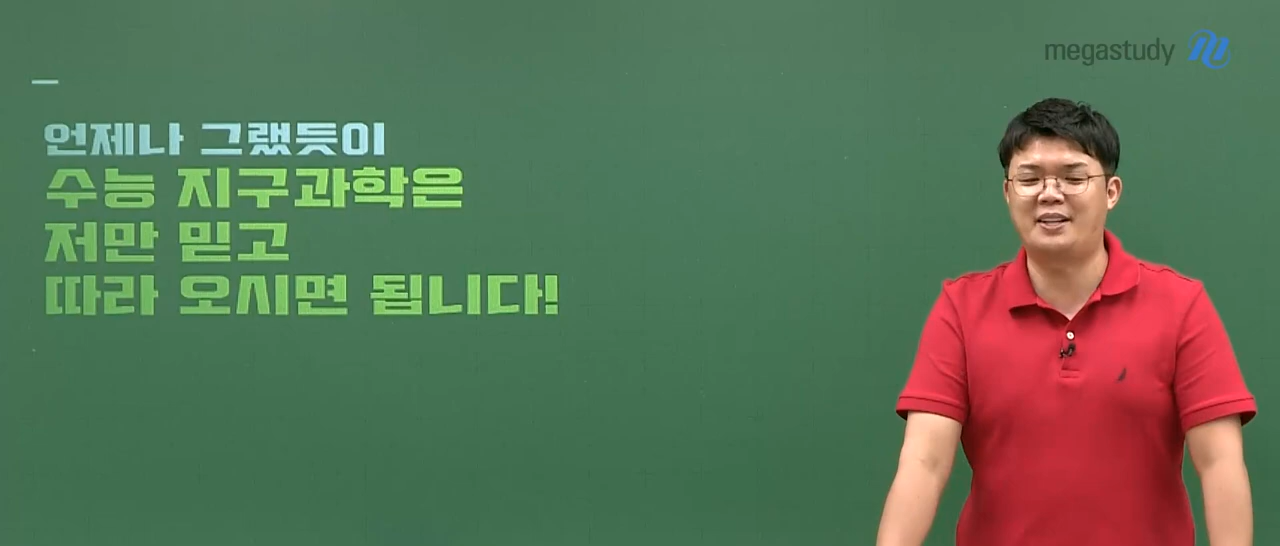 megastudy
언제나 그랬듯이
수능 지구과학은
저만 믿고
따라 오시면 됩니다!